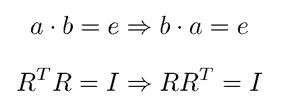 a · b = e ⇒ b · a = e
R^T R = I ⇒ R R^T = I